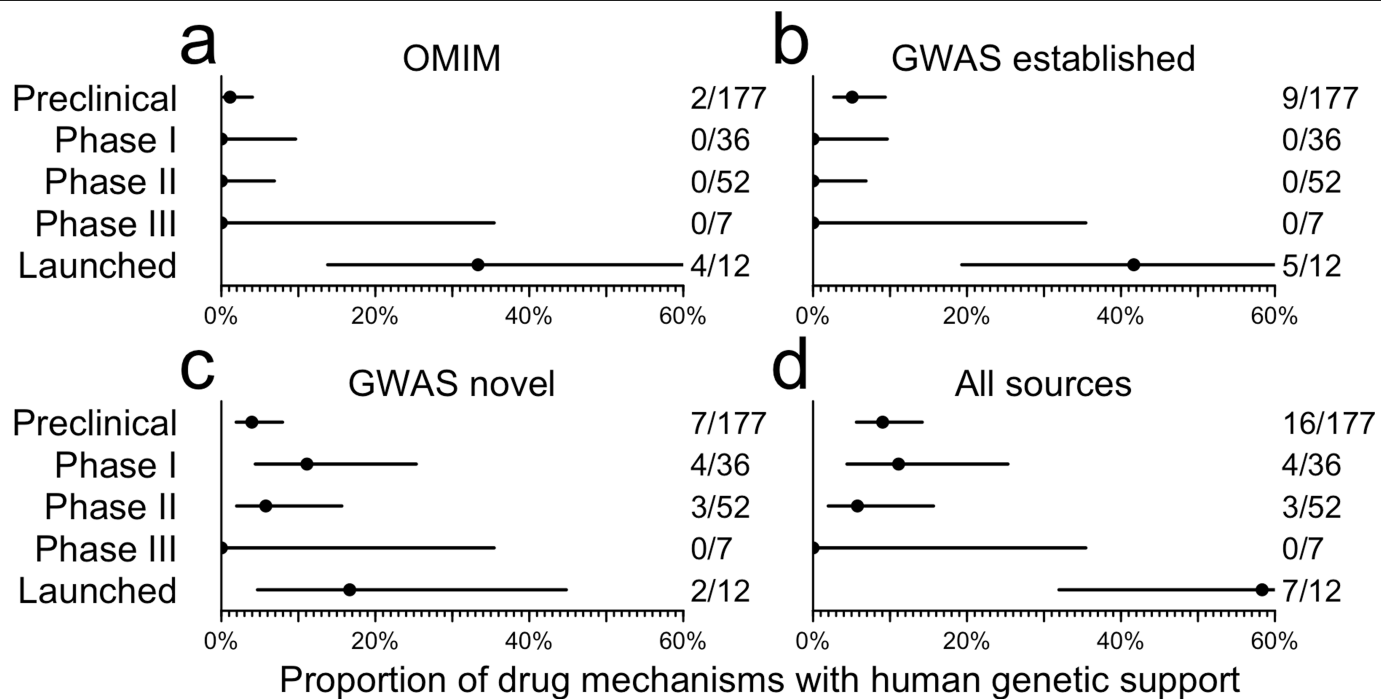 a OMIM
Preclinical 2/177
Phase I 0/36
Phase II 0/52
Phase III 0/7
Launched 4/12
0% 20% 40% 60%
b GWAS established
9/177
0/36
0/52
0/7
5/12
0% 20% 40% 60%
c GWAS novel
Preclinical 7/177
Phase I 4/36
Phase II 3/52
Phase III 0/7
Launched 2/12
0% 20% 40% 60%
d All sources
16/177
4/36
3/52
0/7
7/12
0% 20% 40% 60%
Proportion of drug mechanisms with human genetic support